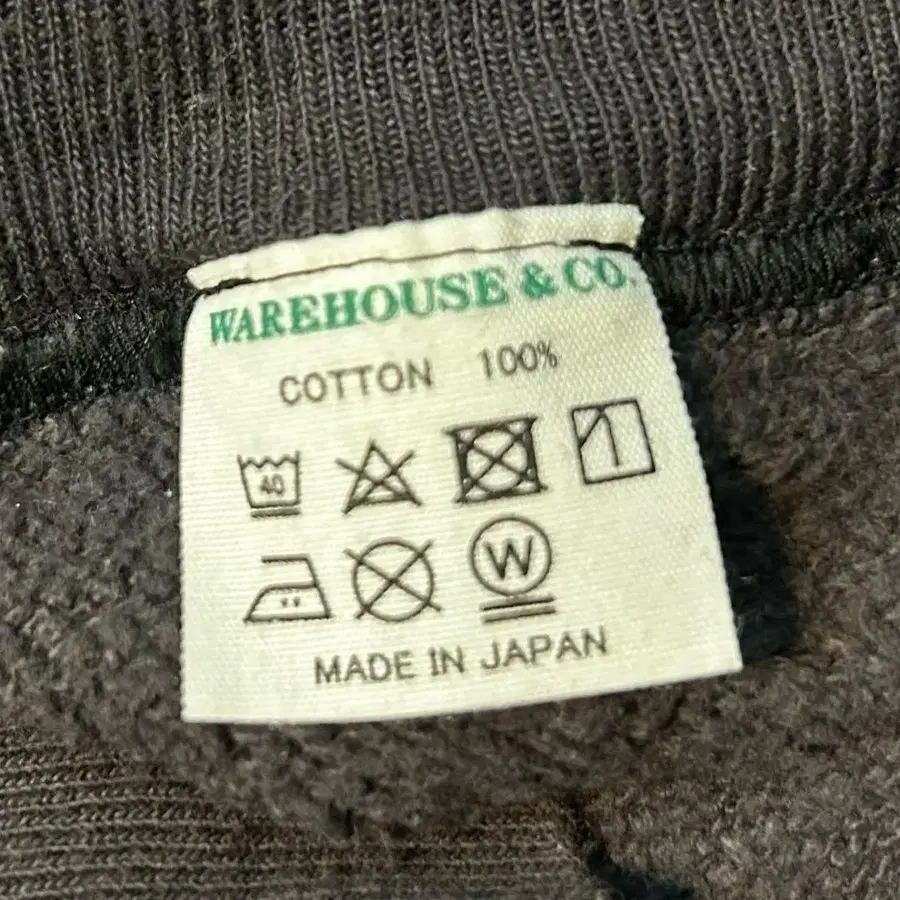 WAREHOUSE & CO.
COTTON 100%
40
W
MADE IN JAPAN